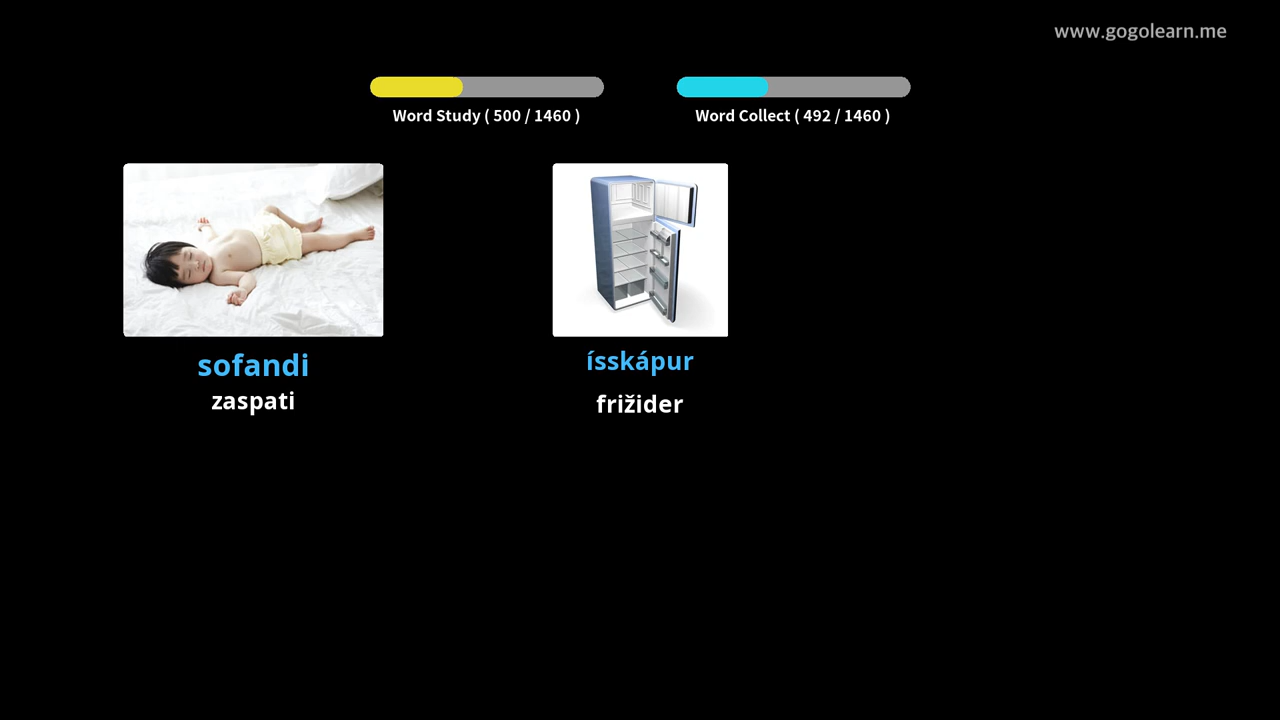 www.gogolearn.me
Word Study ( 500 / 1460 )
Word Collect ( 492 / 1460 )
sofandi
zaspati
ísskápur
frižider